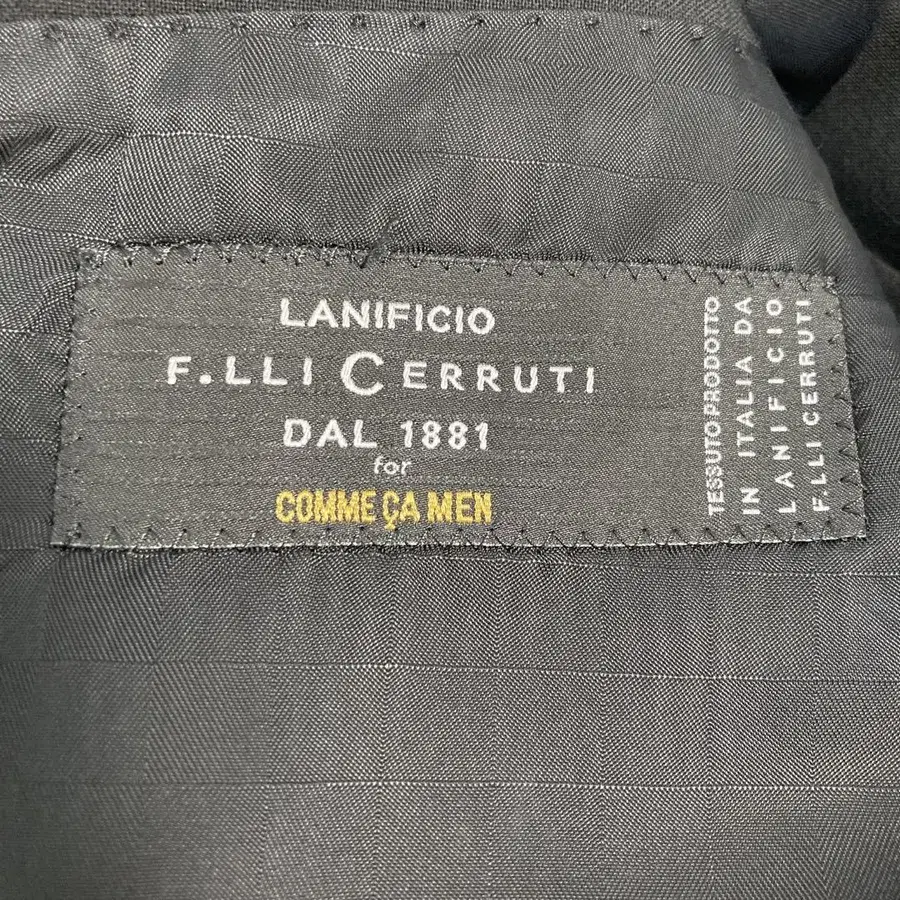 LANIFICIO
F.LLI CERRUTI
DAL 1881
for
COMME ÇA MEN
TESSUTO PRODOTTO
IN ITALIA DA
LANIFICIO
F.LLI CERRUTI